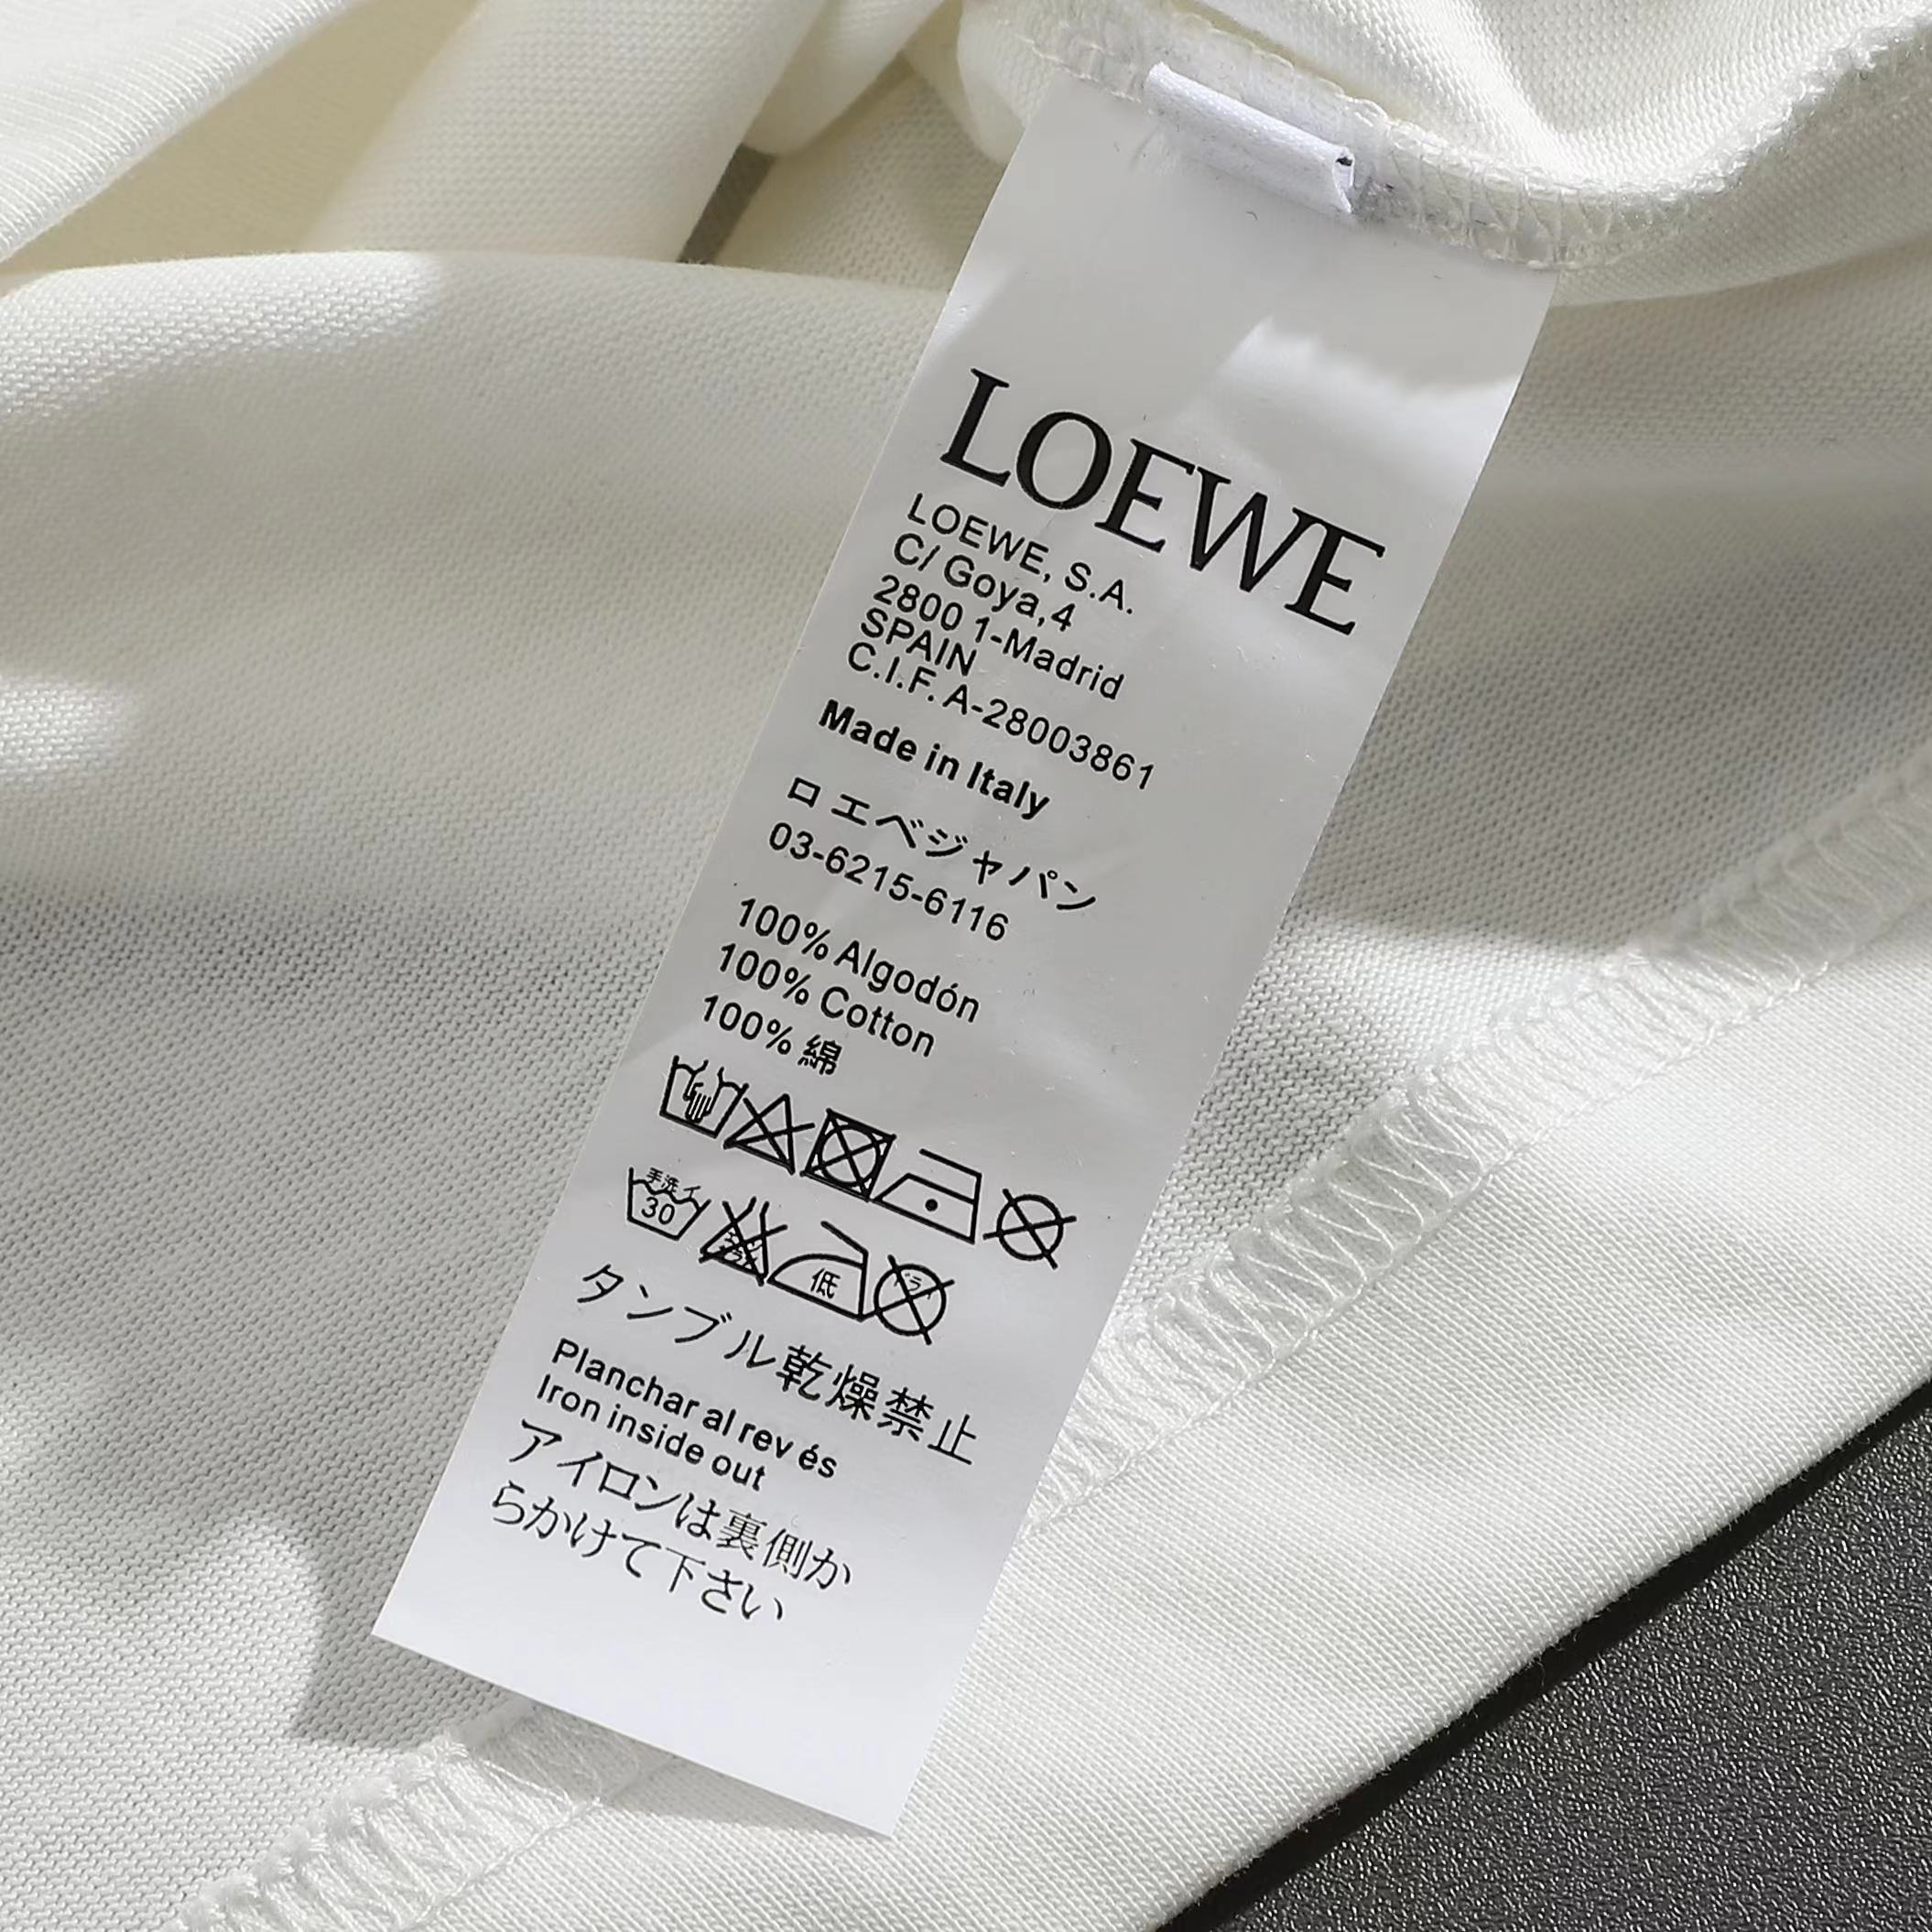 LOEWE
LOEWE, S.A.
C/ Goya,4
2800 1-Madrid
SPAIN
C.I.F. A-28003861
Made in Italy
ロエベジャパン
03-6215-6116
100% Algodón
100% Cotton
100% 綿
手洗イ
30
低
ドライ
タンブル乾燥禁止
Planchar al rev és
Iron inside out
アイロンは裏側か
らかけて下さい